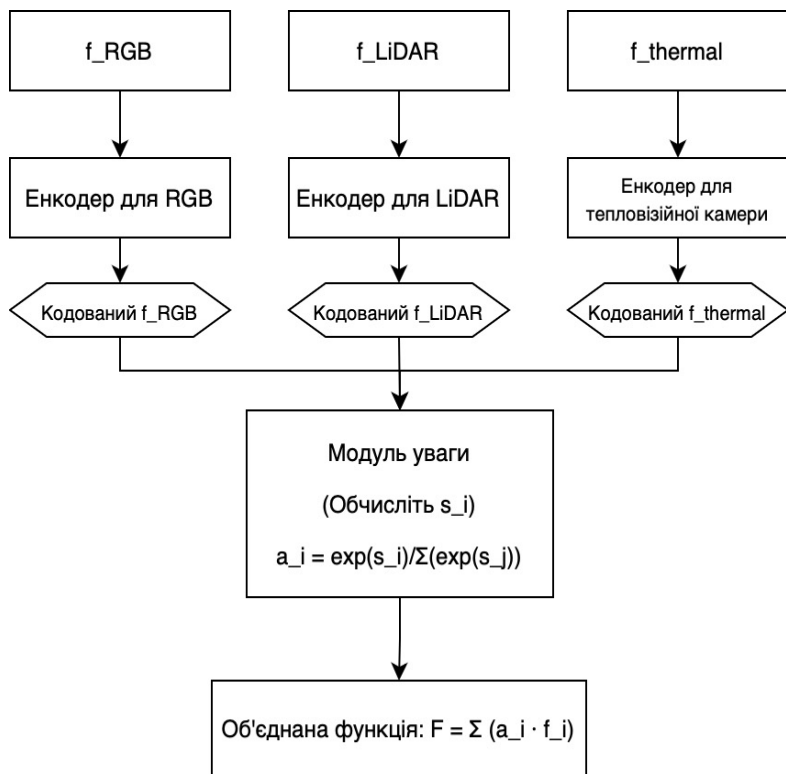 f_RGB
f_LiDAR
f_thermal
Енкодер для RGB
Енкодер для LiDAR
Енкодер для
тепловізійної камери
Кодований f_RGB
Кодований f_LiDAR
Кодований f_thermal
Модуль уваги
(Обчисліть s_i)
a_i = exp(s_i)/Σ(exp(s_j))
Об'єднана функція: F = Σ (a_i · f_i)